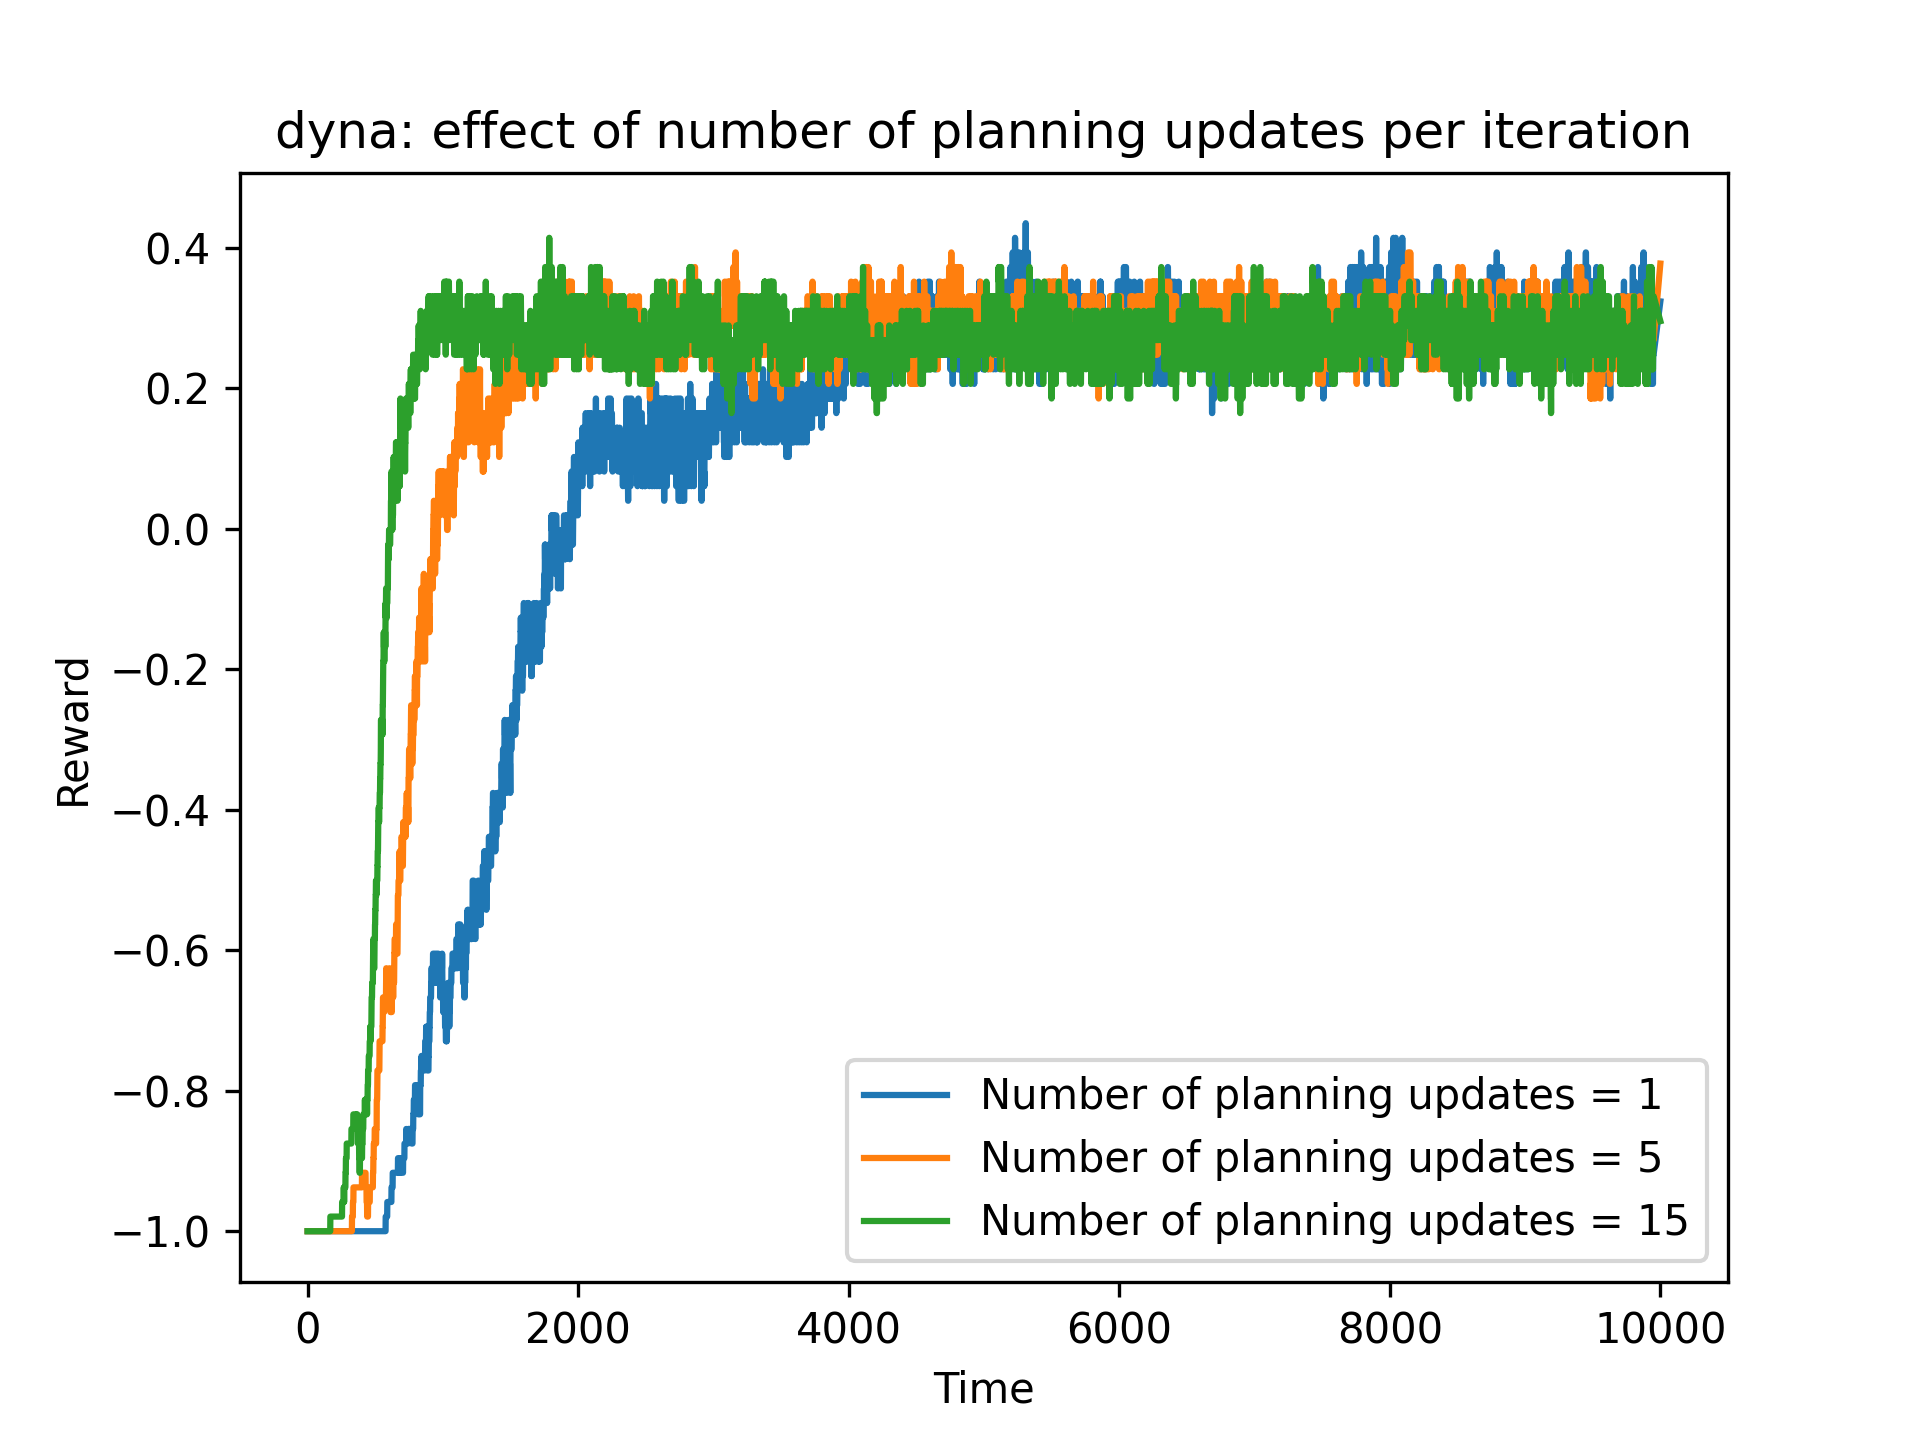 dyna: effect of number of planning updates per iteration
0.4
0.2
0.0
−0.2
−0.4
−0.6
−0.8
−1.0
Reward
Number of planning updates = 1
Number of planning updates = 5
Number of planning updates = 15
0 2000 4000 6000 8000 10000
Time